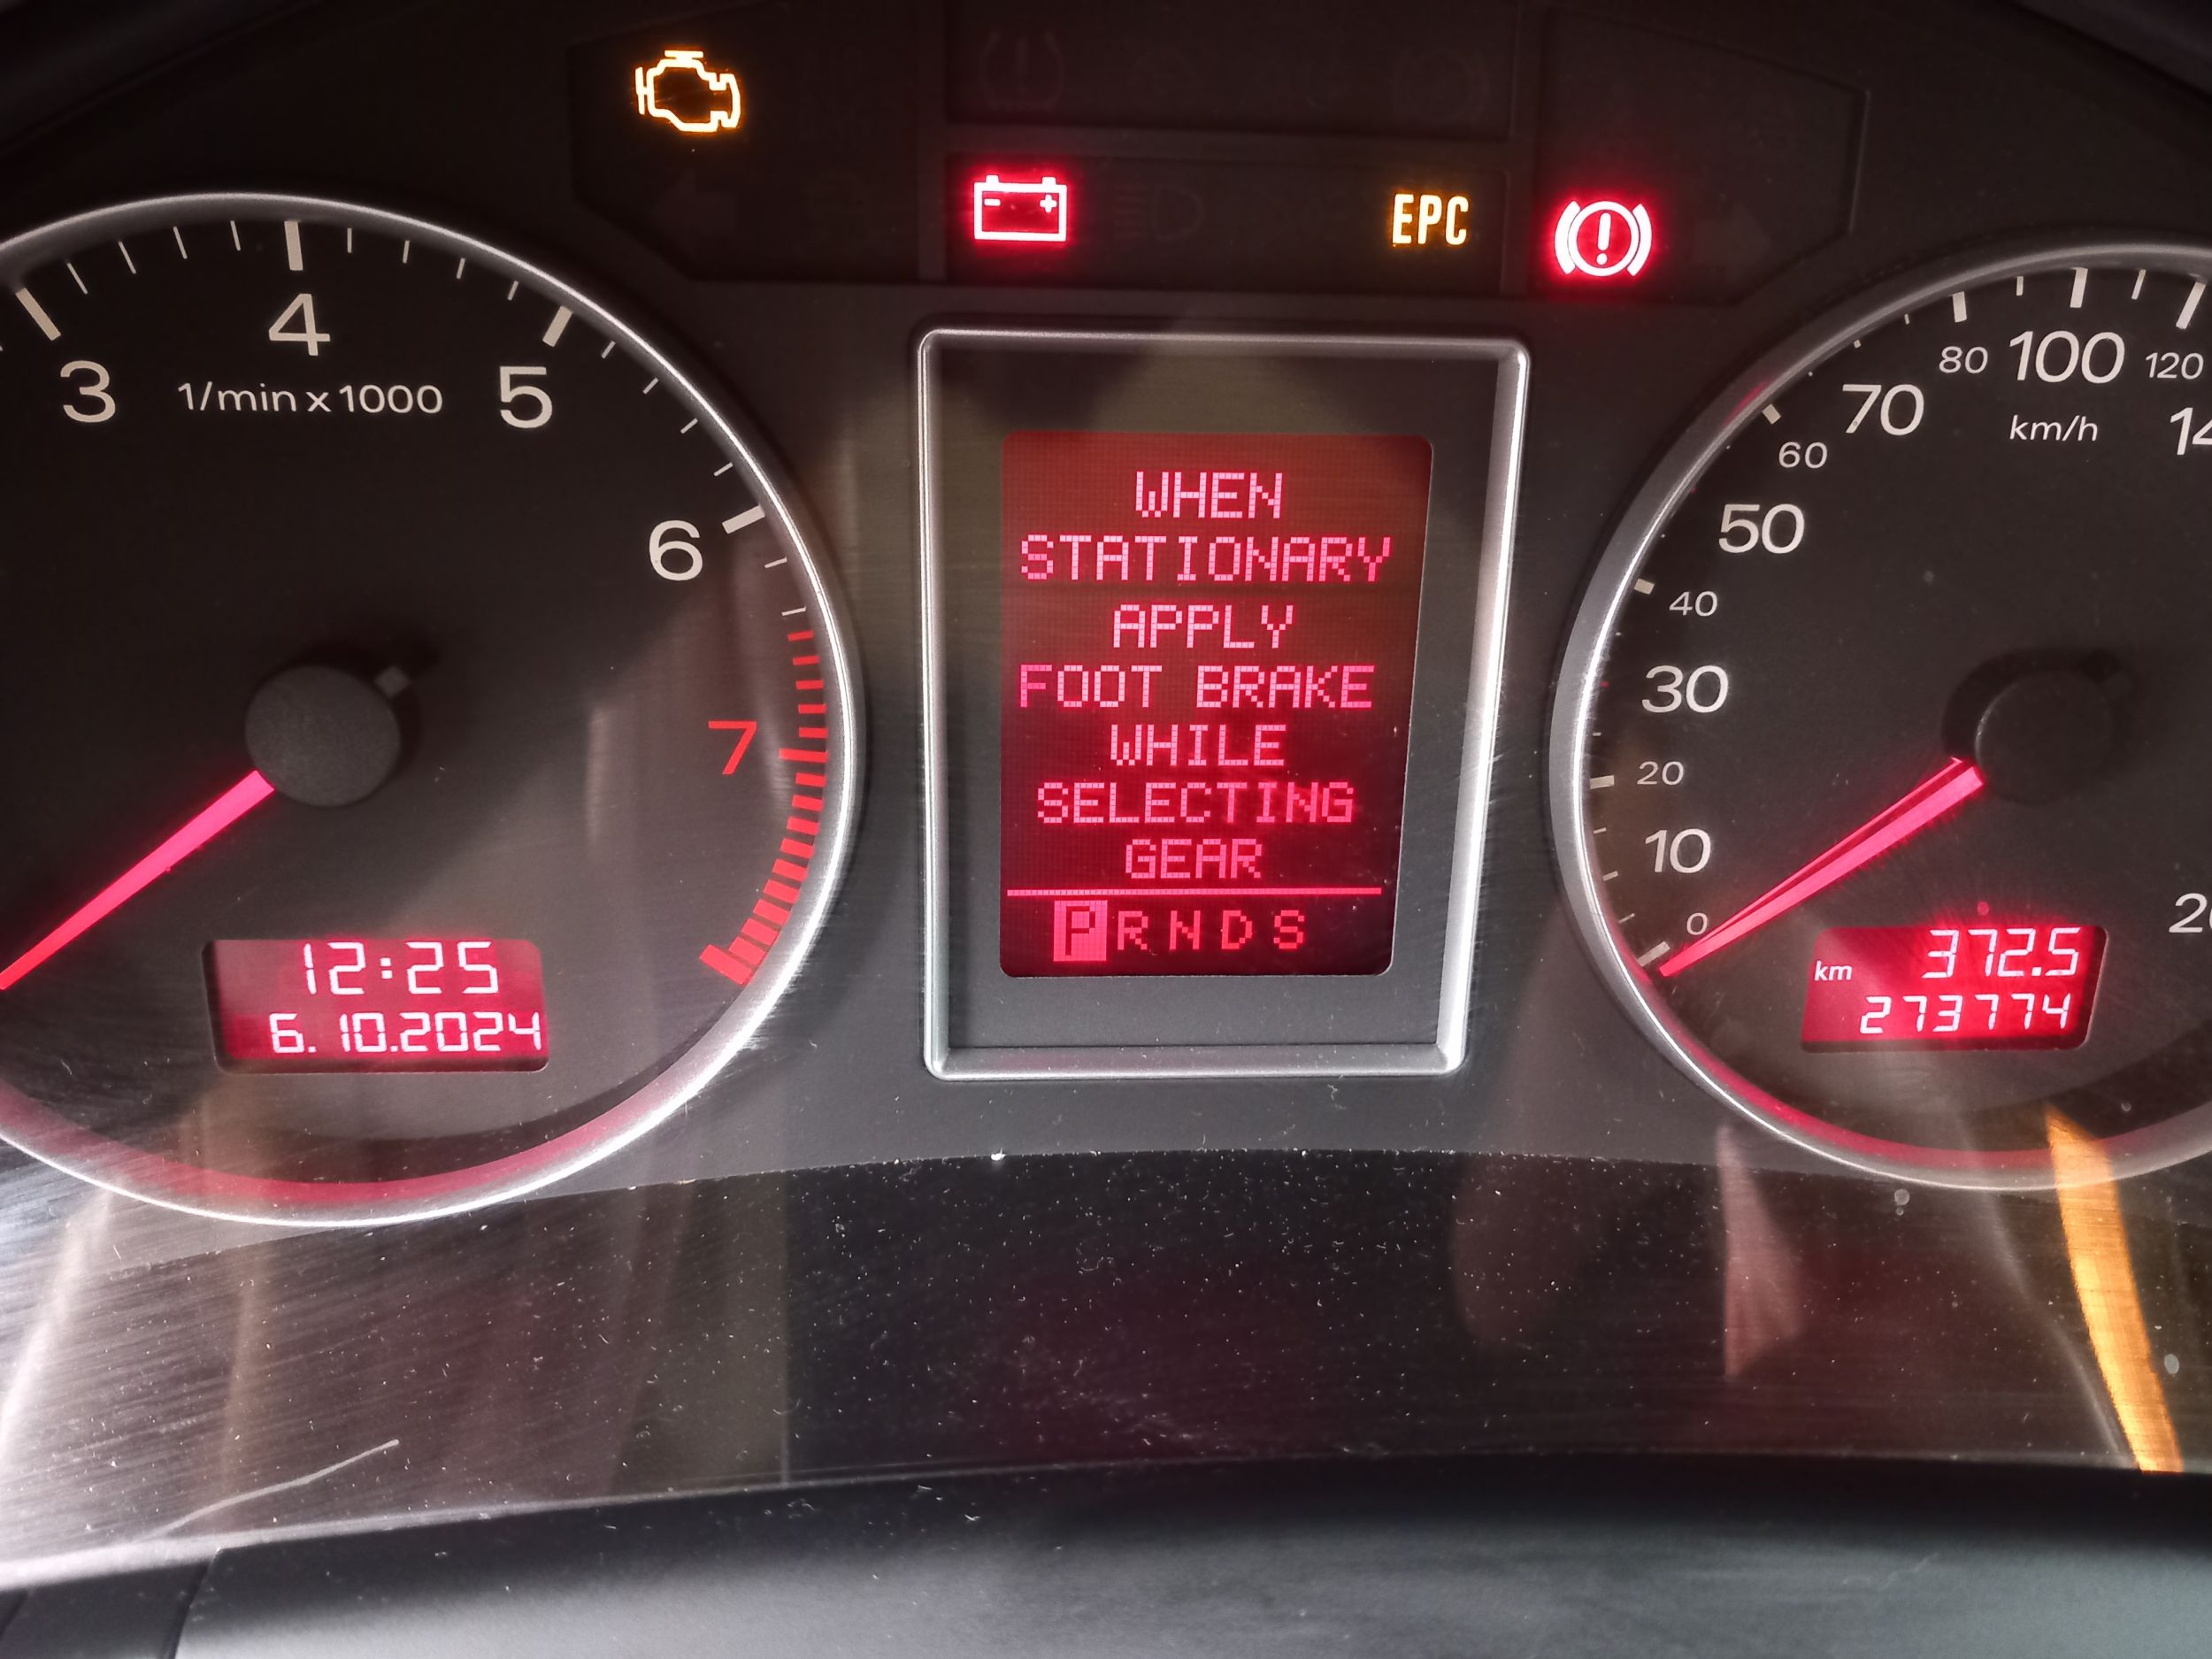 EPC
3
4
5
6
7
1/min x 1000
12:25
6.10.2024
WHEN
STATIONARY
APPLY
FOOT BRAKE
WHILE
SELECTING
GEAR
P R N D S
0
10
20
30
40
50
60
70
80
100
120
km/h
km 372.5
273774